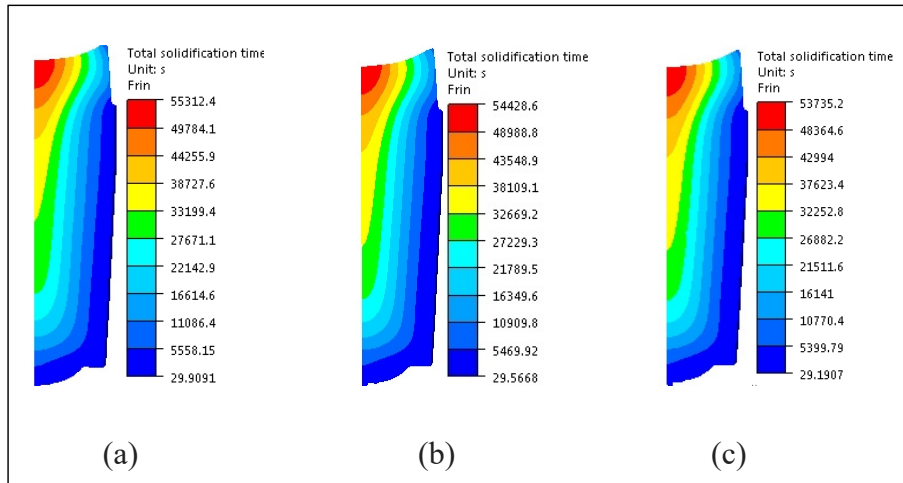 Total solidification time
Unit: s
Frin
55312.4
49784.1
44255.9
38727.6
33199.4
27671.1
22142.9
16614.6
11086.4
5558.15
29.9091
(a)
Total solidification time
Unit: s
Frin
54428.6
48988.8
43548.9
38109.1
32669.2
27229.3
21789.5
16349.6
10909.8
5469.92
29.5668
(b)
Total solidification time
Unit: s
Frin
53735.2
48364.6
42994
37623.4
32252.8
26882.2
21511.6
16141
10770.4
5399.79
29.1907
(c)